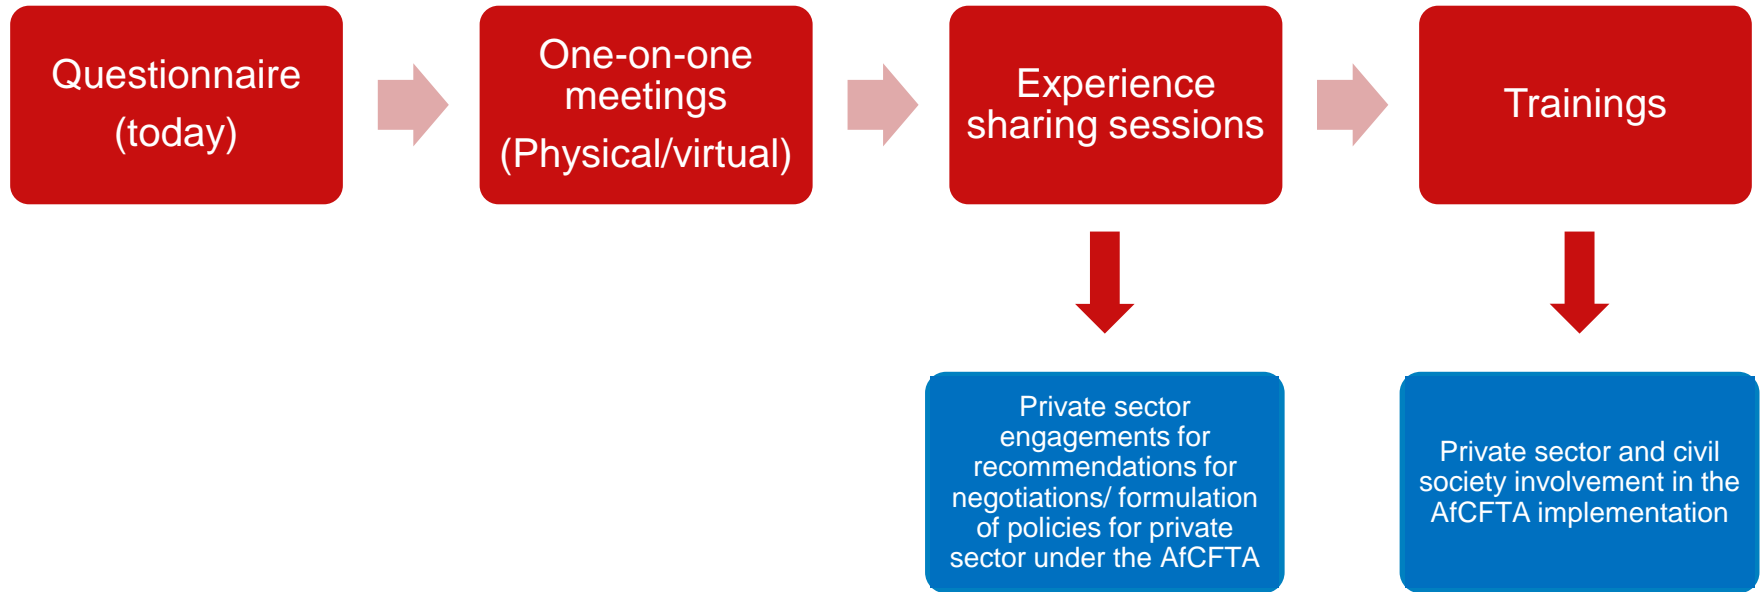 Questionnaire
(today)
One-on-one
meetings
(Physical/virtual)
Experience
sharing sessions
Trainings
Private sector
engagements for
recommendations for
negotiations/ formulation
of policies for private
sector under the AfCFTA
Private sector and civil
society involvement in the
AfCFTA implementation